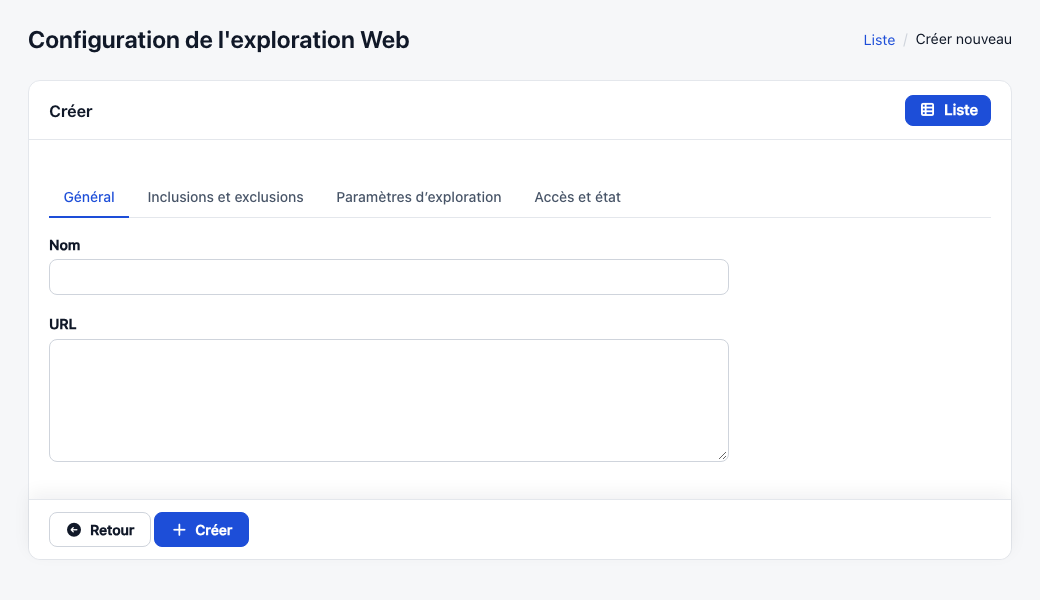 Configuration de l'exploration Web
Liste / Créer nouveau
Créer
Liste
Général
Inclusions et exclusions
Paramètres d’exploration
Accès et état
Nom
URL
Retour
Créer